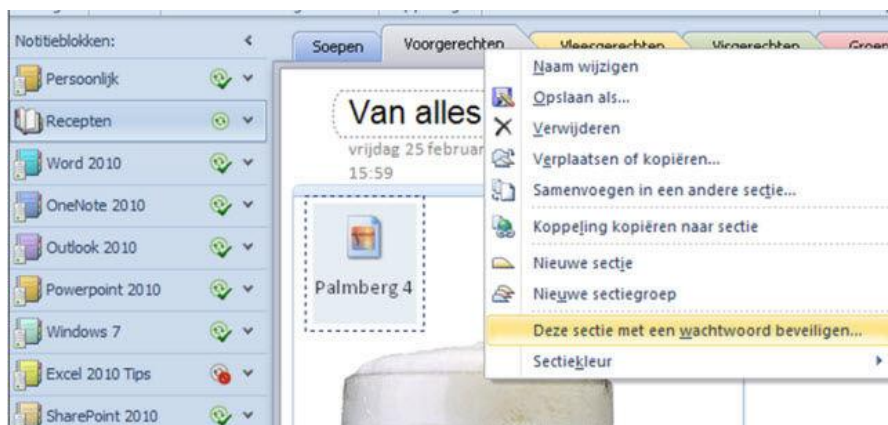 Notitieblokken:
Persoonlijk
Recepten
Word 2010
OneNote 2010
Outlook 2010
Powerpoint 2010
Windows 7
Excel 2010 Tips
SharePoint 2010
Soepen
Voorgerechten
Vleesgerechten
Visgerechten
Groen
Van alles
vrijdag 25 februar
15:59
Palmberg 4
Naam wijzigen
Opslaan als...
Verwijderen
Verplaatsen of kopiëren...
Samenvoegen in een andere sectie...
Koppeling kopiëren naar sectie
Nieuwe sectie
Nieuwe sectiegroep
Deze sectie met een wachtwoord beveiligen...
Sectiekleur